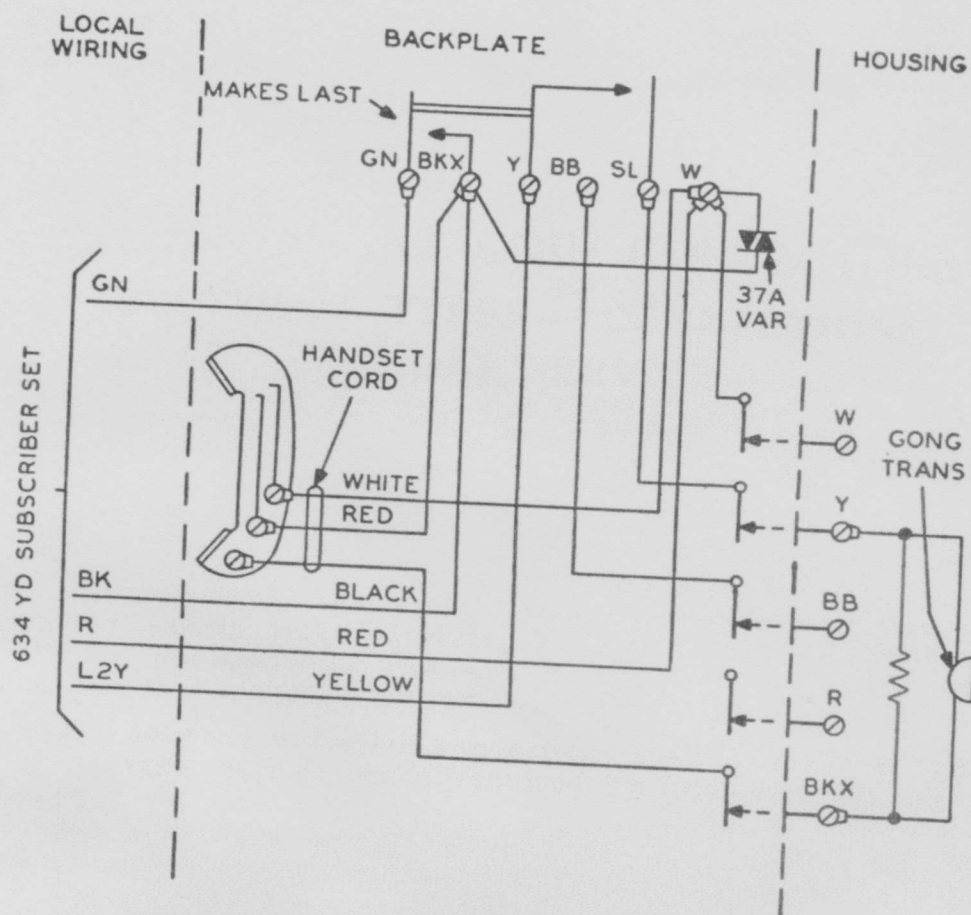 LOCAL
WIRING
BACKPLATE
HOUSING
MAKES LAST
GN
BKX
Y
BB
SL
W
37A
VAR
GN
HANDSET
CORD
WHITE
RED
W
GONG
TRANS
Y
634 YD SUBSCRIBER SET
BK
BLACK
BB
R
RED
L2Y
YELLOW
R
BKX